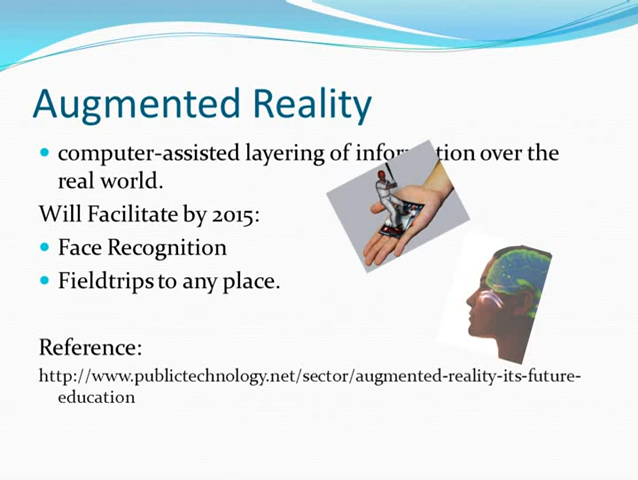 Augmented Reality
• computer-assisted layering of information over the
real world.
Will Facilitate by 2015:
• Face Recognition
• Fieldtrips to any place.
Reference:
http://www.publictechnology.net/sector/augmented-reality-its-future-
education